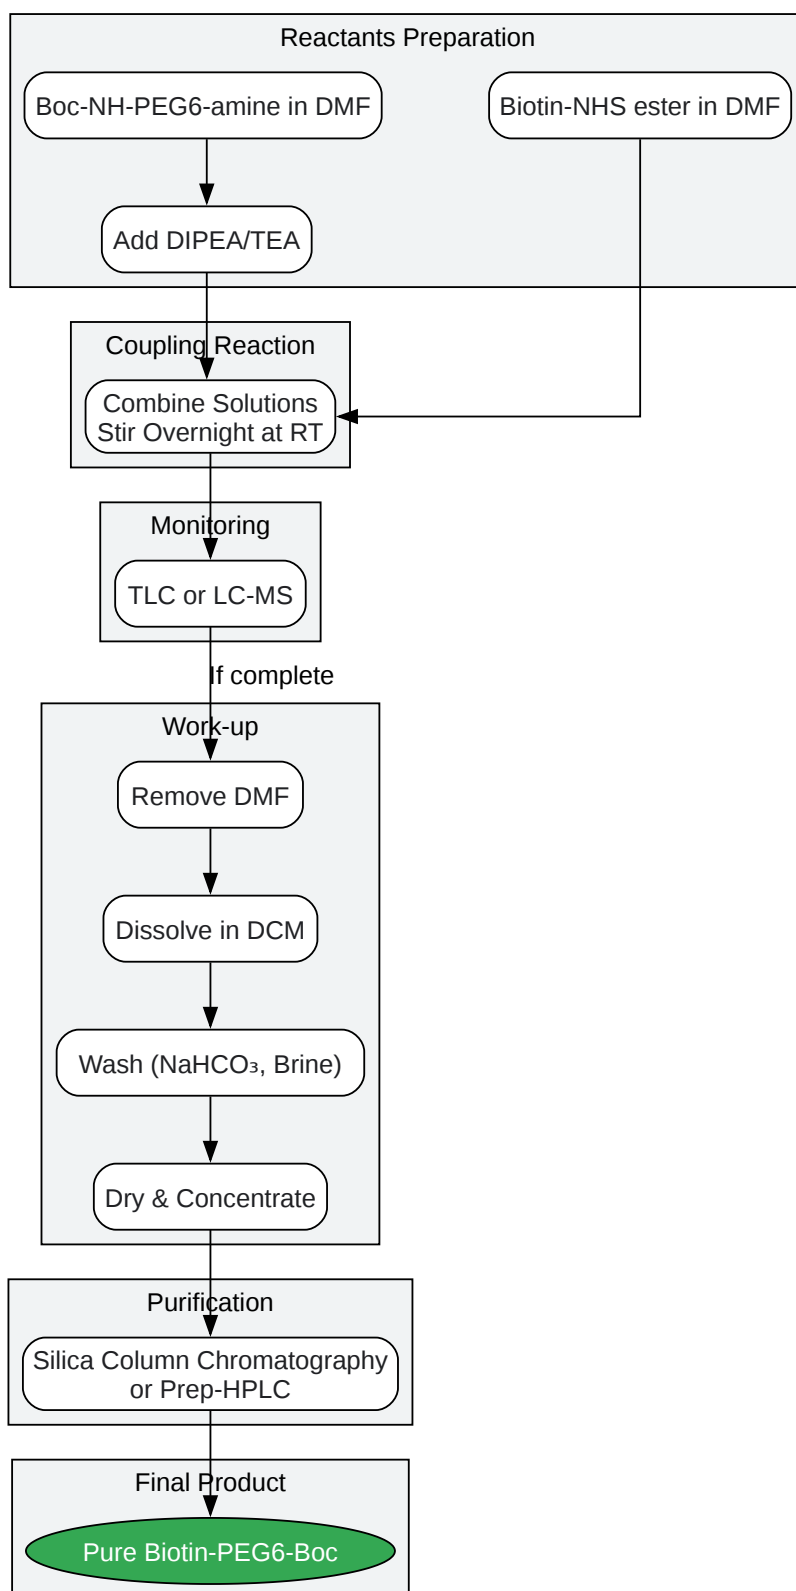 Reactants Preparation
Boc-NH-PEG6-amine in DMF
Biotin-NHS ester in DMF
Add DIPEA/TEA
Coupling Reaction
Combine Solutions
Stir Overnight at RT
Monitoring
TLC or LC-MS
If complete
Work-up
Remove DMF
Dissolve in DCM
Wash (NaHCO₃, Brine)
Dry & Concentrate
Purification
Silica Column Chromatography
or Prep-HPLC
Final Product
Pure Biotin-PEG6-Boc